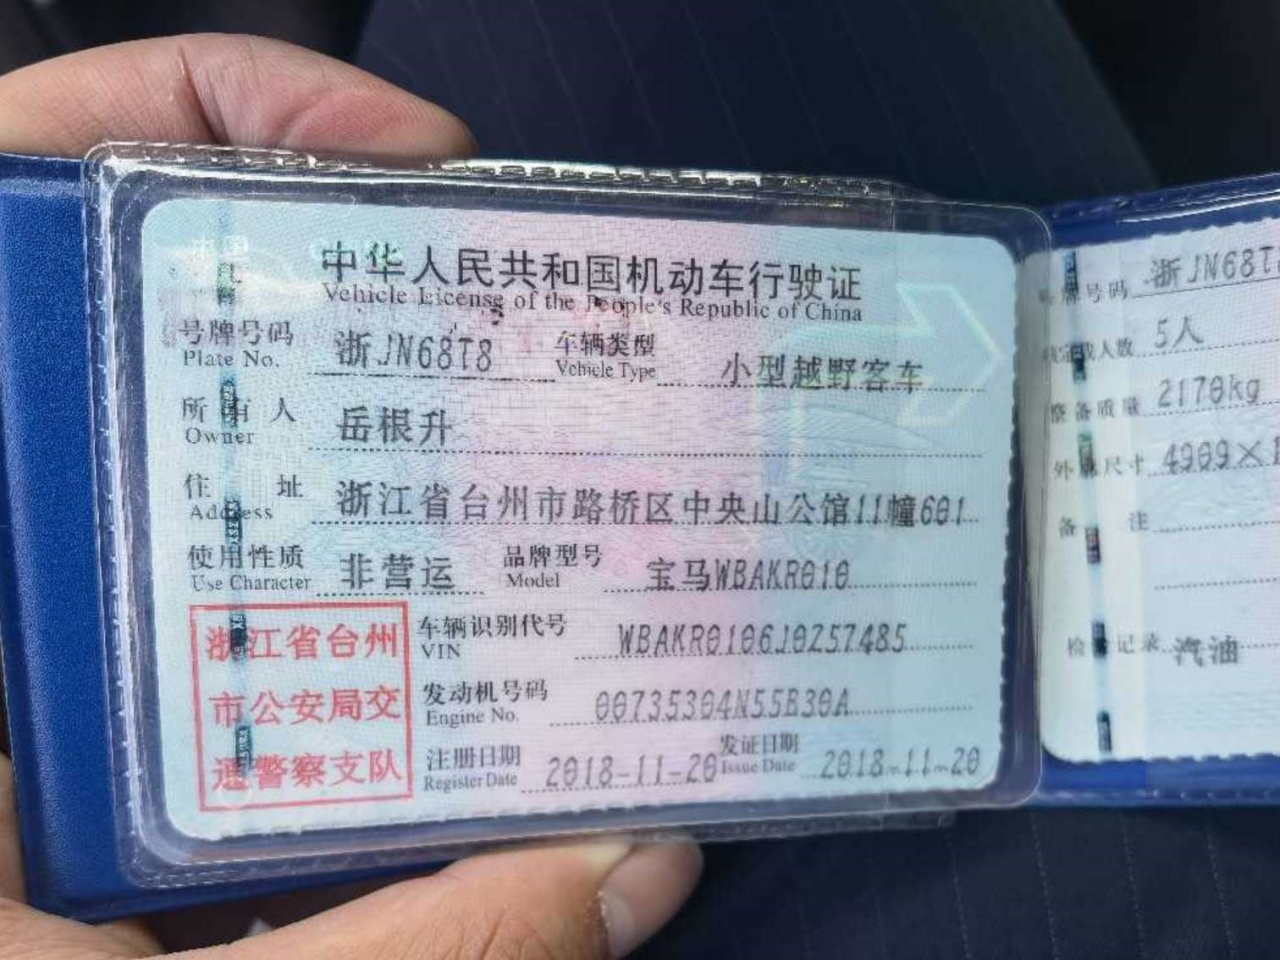 中华人民共和国机动车行驶证
Vehicle License of the People's Republic of China
号牌号码 浙JN68T8 车辆类型 小型越野客车
Plate No. Vehicle Type
所有人 岳根升
Owner
住址 浙江省台州市路桥区中央山公馆11幢601
Address
使用性质 非营运 品牌型号 宝马WBAKR010
Use Character Model
浙江省台州
市公安局交
通警察支队
车辆识别代号 WBAKR0106J0Z57485
VIN
发动机号码 00735304N55B30A
Engine No.
注册日期 2018-11-20 发证日期 2018-11-20
Register Date Issue Date
号牌号码 浙JN68T
人数 5人
整备质量 2170kg
外廓尺寸 4909×1
备注
检 记录 汽油